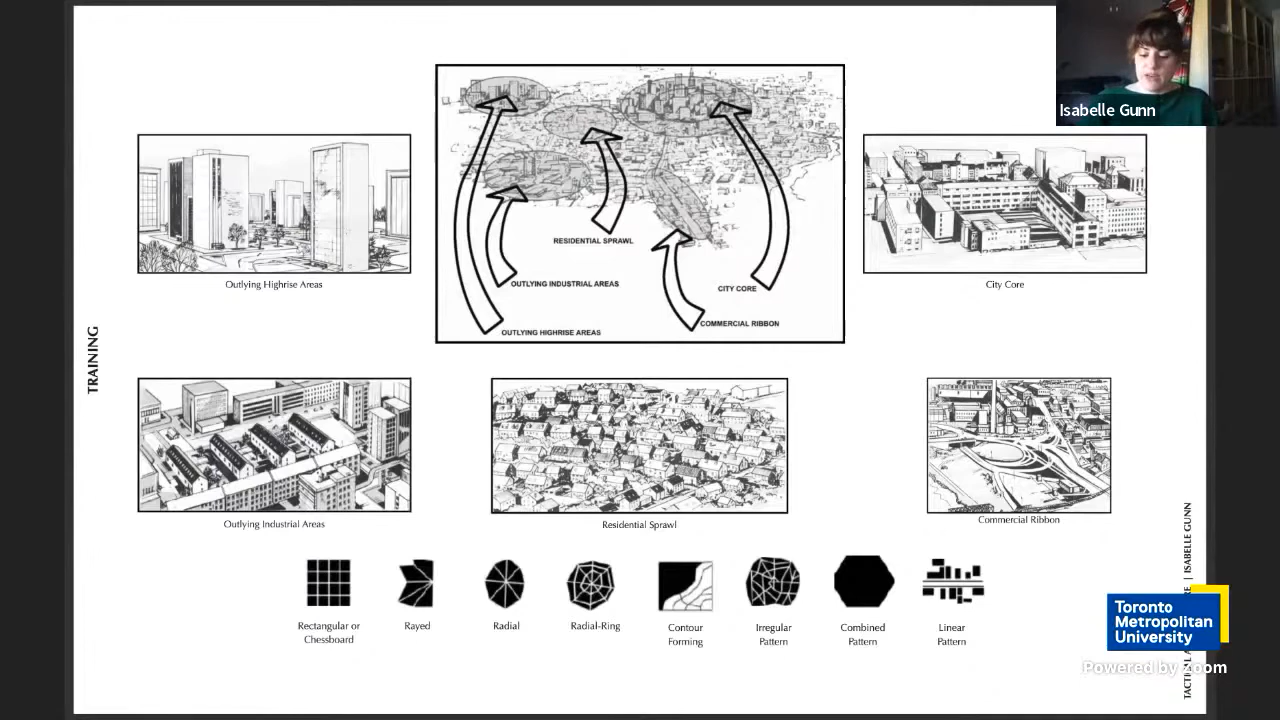 Isabelle Gunn
RESIDENTIAL SPRAWL
OUTLYING INDUSTRIAL AREAS
CITY CORE
COMMERCIAL RIBBON
OUTLYING HIGHRISE AREAS
Outlying Highrise Areas
City Core
TRAINING
Outlying Industrial Areas
Residential Sprawl
Commercial Ribbon
Rectangular or
Chessboard
Rayed
Radial
Radial-Ring
Contour
Forming
Irregular
Pattern
Combined
Pattern
Linear
Pattern
| ISABELLE GUNN
Toronto
Metropolitan
University
Powered by Zoom